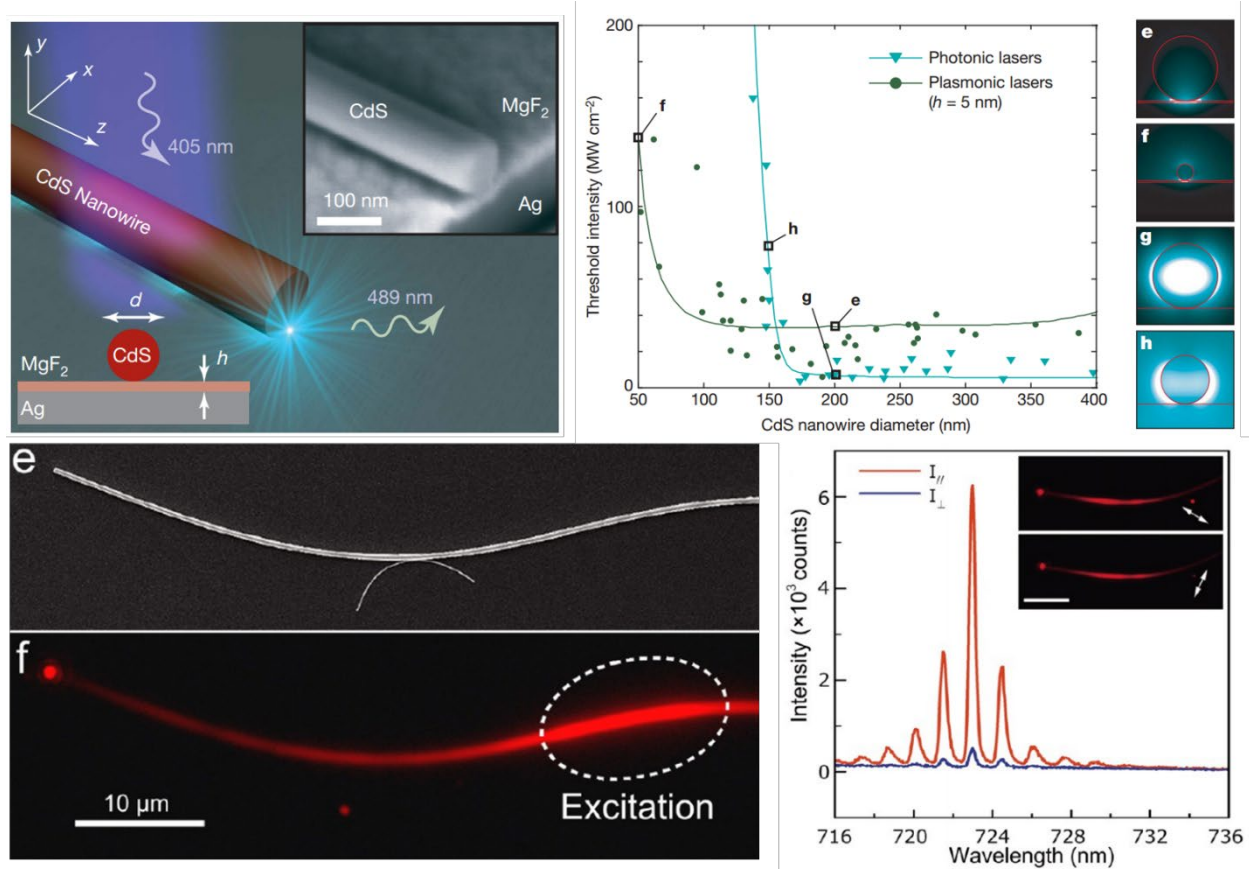 y
x
z
405 nm
CdS
MgF2
Ag
100 nm
CdS Nanowire
489 nm
d
CdS
h
MgF2
Ag
200
100
0
Threshold intensity (MW cm−2)
Photonic lasers
Plasmonic lasers
(h = 5 nm)
f
h
g
e
50
100
150
200
250
300
350
400
CdS nanowire diameter (nm)
e
f
g
h
e
f
10 µm
Excitation
I//
I⊥
6
4
2
0
Intensity (×10³ counts)
716
720
724
728
732
736
Wavelength (nm)